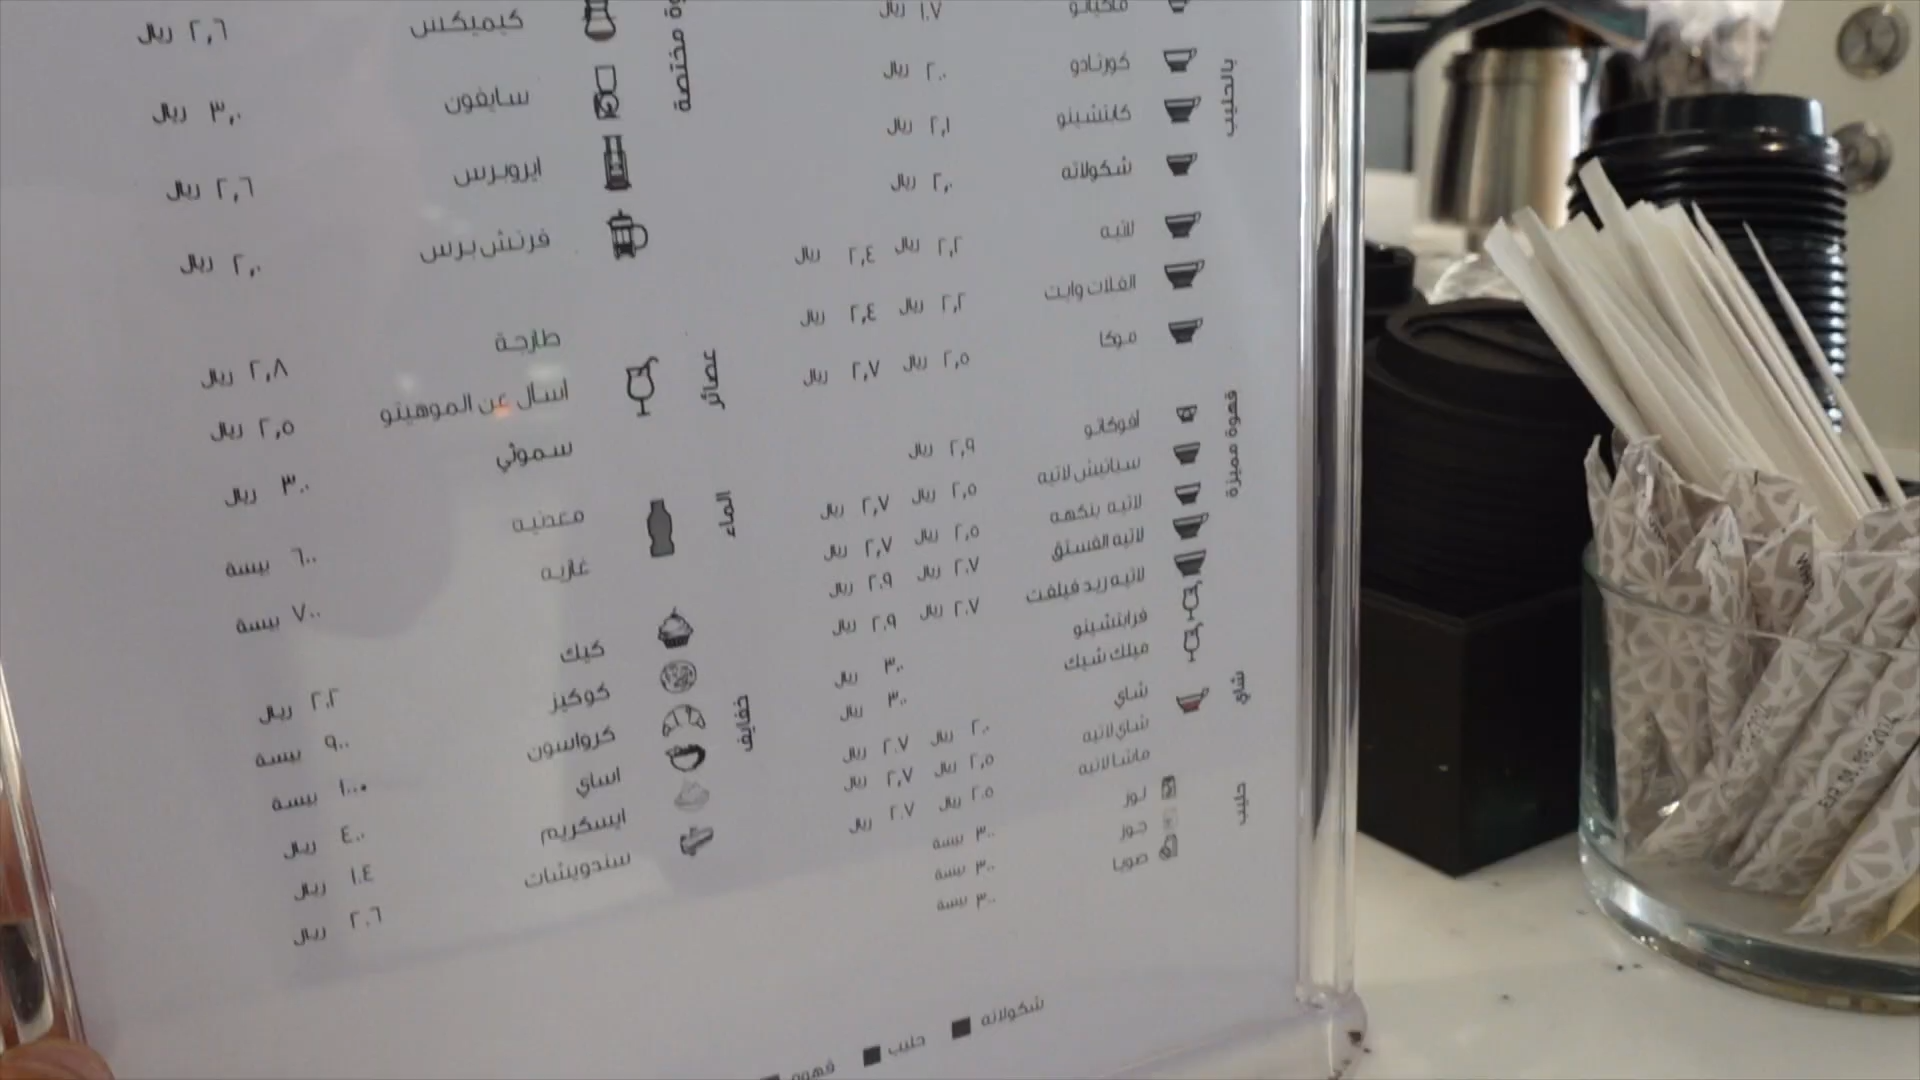 بالحليب
ماكياتو ١.٧ ريال
كورتادو ٢.٠ ريال
كابتشينو ٢,١ ريال
شكولاته ٢,٠ ريال
لاتيه ٢,٢ ريال ٢,٤ ريال
الفلات وايت ٢,٢ ريال ٢,٤ ريال
موكا ٢,٥ ريال ٢,٧ ريال
قهوة مميزة
أفوكاتو ٢,٩ ريال
سبانيش لاتيه ٢,٥ ريال ٢,٧ ريال
لاتيه بنكهه ٢,٥ ريال ٢,٧ ريال
لاتيه الفستق ٢.٧ ريال ٢.٩ ريال
لاتيه ريد فيلفت ٢.٧ ريال ٢.٩ ريال
فرابتشينو ٣.٠ ريال
ميلك شيك ٣.٠ ريال
شاي
شاي ٢.٠ ريال ٢.٧ ريال
شاي لاتيه ٢,٥ ريال ٢,٧ ريال
ماتشا لاتيه ٢.٥ ريال ٢.٧ ريال
حليب
لوز ٣٠٠ بيسة
جوز ٣٠٠ بيسة
صويا ٣٠٠ بيسة
مختصة
كيميكس ٢,٦ ريال
سايفون ٣,٠ ريال
ايروبرس ٢,٦ ريال
فرنش برس ٢,٠ ريال
عصائر
طازجة ٢,٨ ريال
اسأل عن الموهيتو ٢,٥ ريال
سموثي ٣.٠ ريال
الماء
معدنيه ٦٠٠ بيسة
غازيه ٧٠٠ بيسة
خفايف
كيك ٢.٢ ريال
كوكيز ٩٠٠ بيسة
كرواسون ١٠٠٠ بيسة
اساي ٤.٠ ريال
ايسكريم ١.٤ ريال
سندويشات ٢.٦ ريال
شكولاته
حليب
قهوة